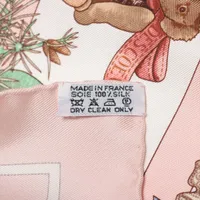 MADE IN FRANCE
SOIE 100% SILK
DRY CLEAN ONLY